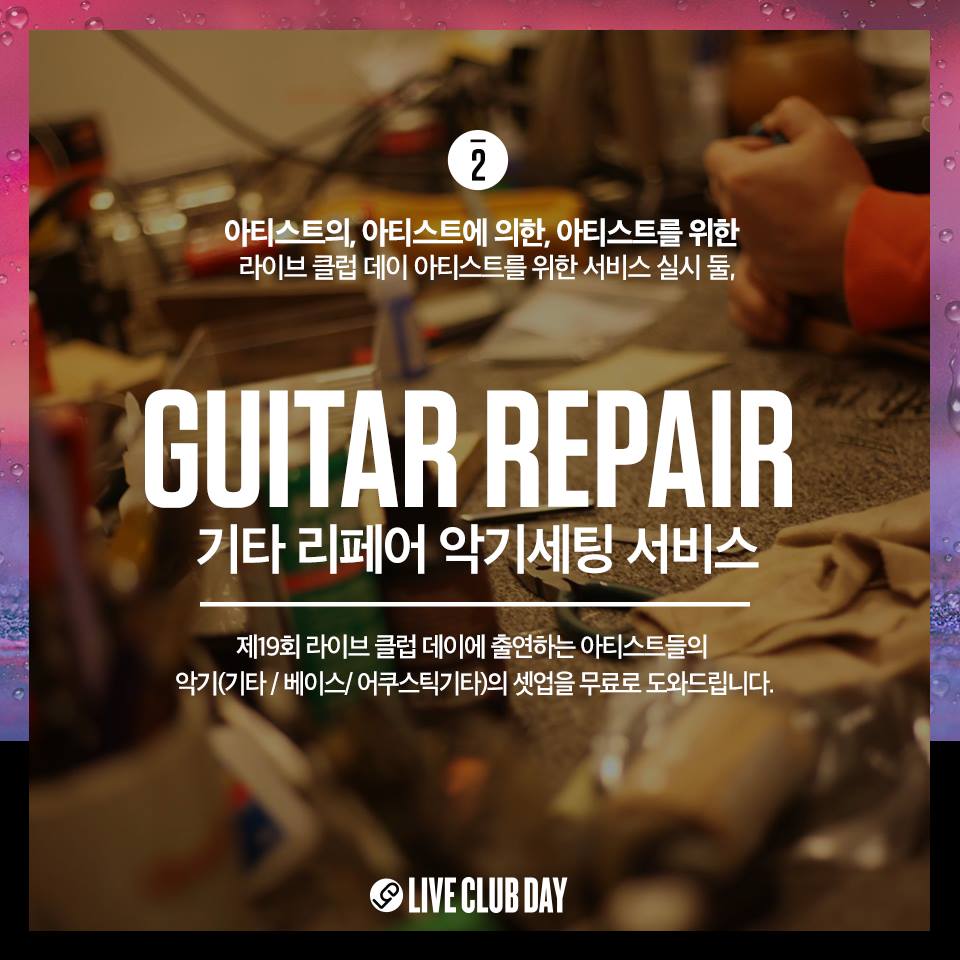 2
아티스트의, 아티스트에 의한, 아티스트를 위한
라이브 클럽 데이 아티스트를 위한 서비스 실시 둘,
GUITAR REPAIR
기타 리페어 악기세팅 서비스
제19회 라이브 클럽 데이에 출연하는 아티스트들의
악기(기타 / 베이스/ 어쿠스틱기타)의 셋업을 무료로 도와드립니다.
LCD LIVE CLUB DAY